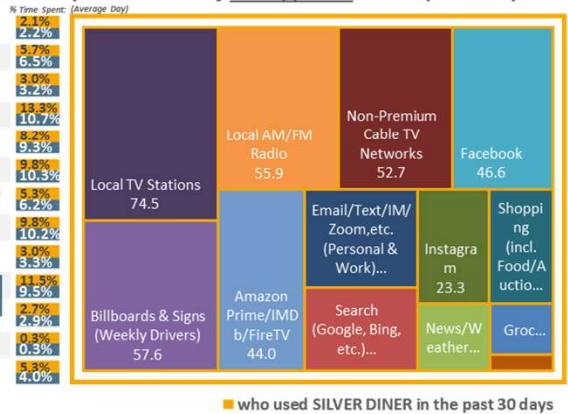 % Time Spent: (Average Day)
2.1%
2.2%
5.7%
6.5%
3.0%
3.2%
13.3%
10.7%
8.2%
9.3%
9.8%
10.3%
5.3%
6.2%
9.8%
10.2%
3.0%
3.3%
11.5%
9.5%
2.7%
2.9%
0.3%
0.3%
5.3%
4.0%
Local TV Stations
74.5
Local AM/FM
Radio
55.9
Non-Premium
Cable TV
Networks
52.7
Facebook
46.6
Billboards & Signs
(Weekly Drivers)
57.6
Amazon
Prime/IMD
b/FireTV
44.0
Email/Text/IM/
Zoom,etc.
(Personal &
Work)...
Instagra
m
23.3
Shoppi
ng
(incl.
Food/A
uctio...
Search
(Google, Bing,
etc.)...
News/W
eather...
Groc...
who used SILVER DINER in the past 30 days